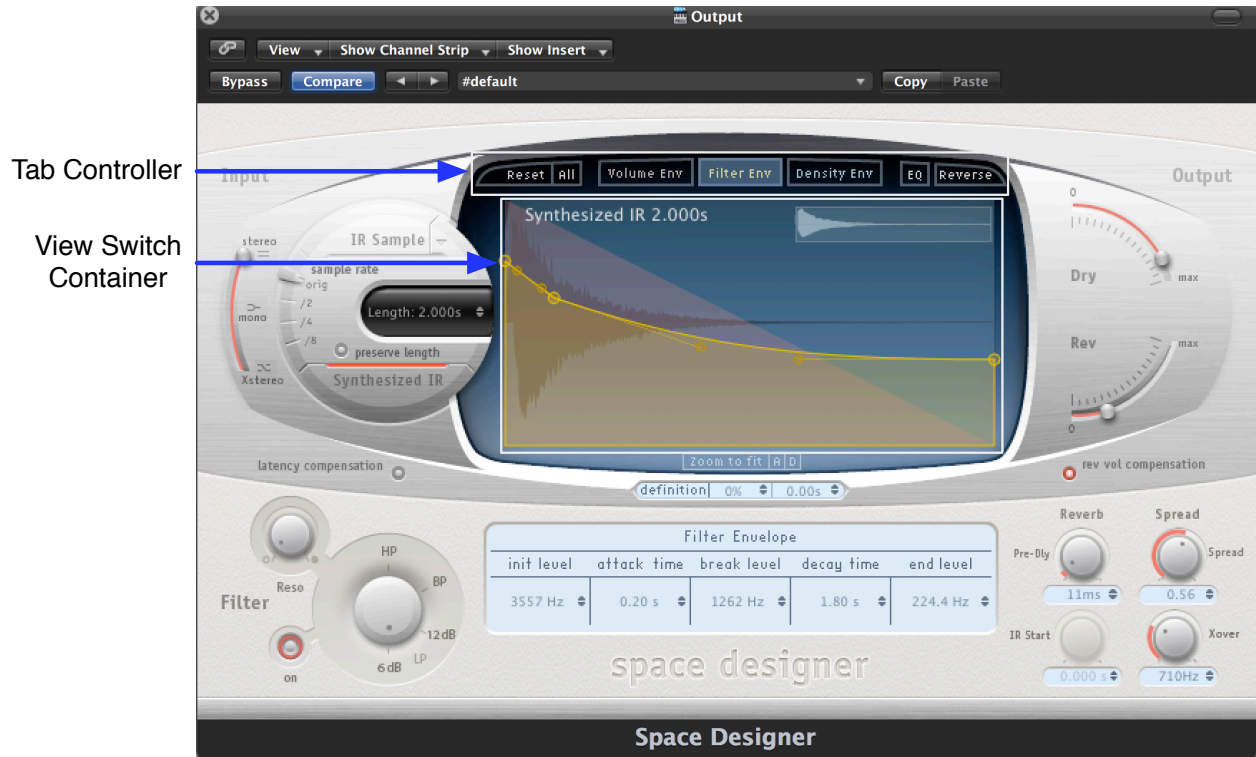 Output
View Show Channel Strip Show Insert
Bypass Compare #default Copy Paste
Tab Controller
Reset All Volume Env Filter Env Density Env EQ Reverse
Input
Output
View Switch
Container
Synthesized IR 2.000s
stereo
mono
Xstereo
IR Sample
sample rate
orig
/2
/4
/8
Length: 2.000s
preserve length
Synthesized IR
0
Dry
max
Rev
max
0
Zoom to fit A D
latency compensation
rev vol compensation
definition 0% 0.00s
Reso
Filter
on
HP
BP
12dB
LP
6dB
Filter Envelope
init level attack time break level decay time end level
3557 Hz 0.20 s 1262 Hz 1.80 s 224.4 Hz
Reverb Spread
Pre-Dly
11ms
Spread
0.56
IR Start
0.000 s
Xover
710Hz
space designer
Space Designer